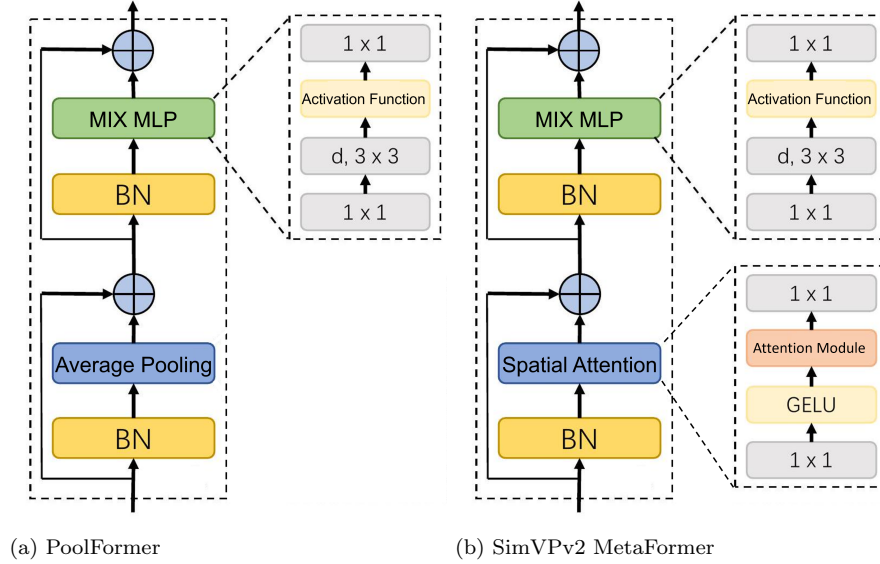 1 x 1
Activation Function
d, 3 x 3
1 x 1
MIX MLP
BN
Average Pooling
BN
(a) PoolFormer
1 x 1
Activation Function
d, 3 x 3
1 x 1
MIX MLP
BN
1 x 1
Attention Module
GELU
1 x 1
Spatial Attention
BN
(b) SimVPv2 MetaFormer